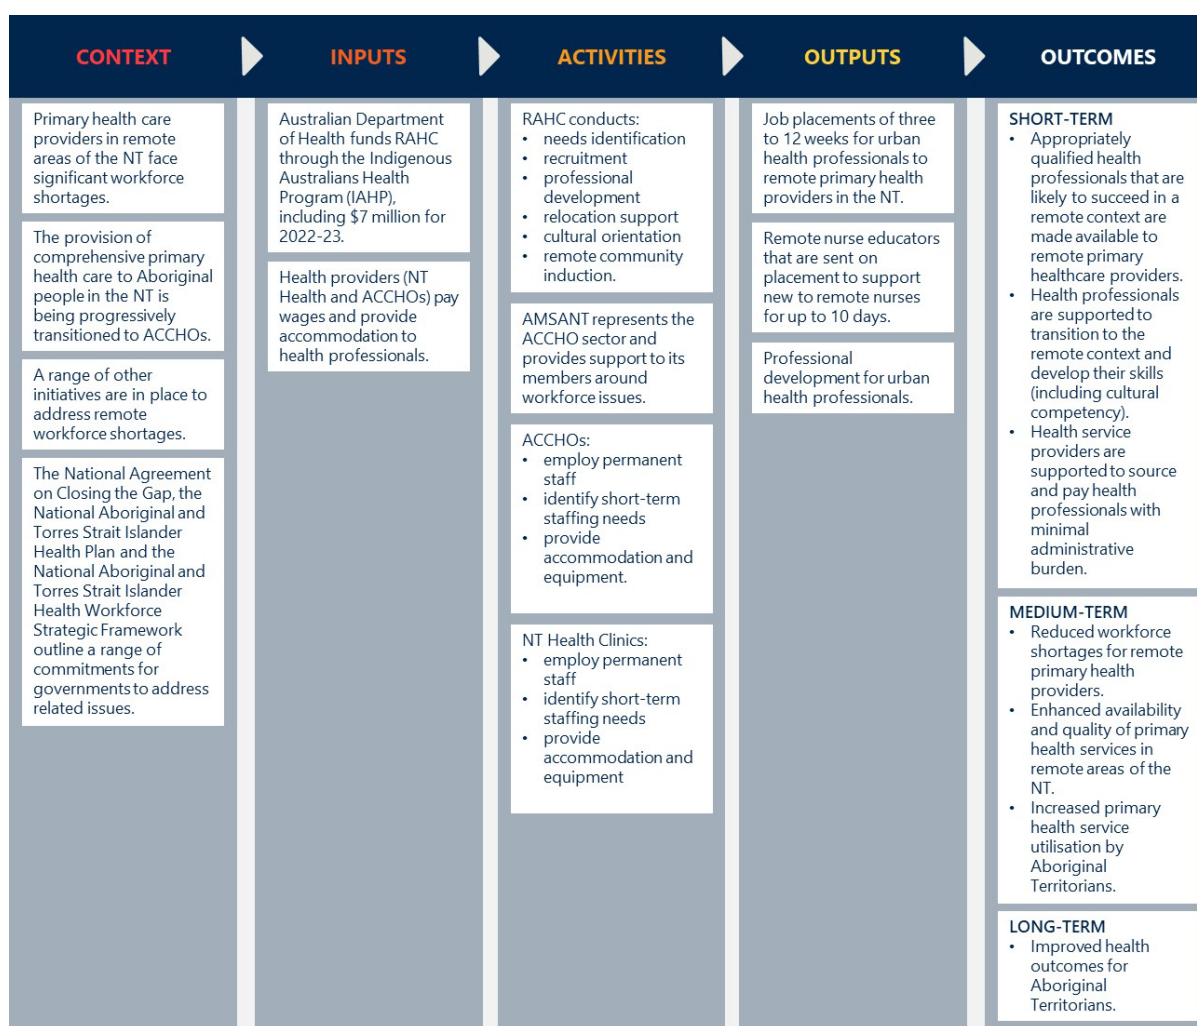 CONTEXT
INPUTS
ACTIVITIES
OUTPUTS
OUTCOMES
Primary health care
providers in remote
areas of the NT face
significant workforce
shortages.
The provision of
comprehensive primary
health care to Aboriginal
people in the NT is
being progressively
transitioned to ACCHOs.
A range of other
initiatives are in place to
address remote
workforce shortages.
The National Agreement
on Closing the Gap, the
National Aboriginal and
Torres Strait Islander
Health Plan and the
National Aboriginal and
Torres Strait Islander
Health Workforce
Strategic Framework
outline a range of
commitments for
governments to address
related issues.
Australian Department
of Health funds RAHC
through the Indigenous
Australians Health
Program (IAHP),
including $7 million for
2022-23.
Health providers (NT
Health and ACCHOs) pay
wages and provide
accommodation to
health professionals.
RAHC conducts:
• needs identification
• recruitment
• professional
development
• relocation support
• cultural orientation
• remote community
induction.
AMSANT represents the
ACCHO sector and
provides support to its
members around
workforce issues.
ACCHOs:
• employ permanent
staff
• identify short-term
staffing needs
• provide
accommodation and
equipment.
NT Health Clinics:
• employ permanent
staff
• identify short-term
staffing needs
• provide
accommodation and
equipment
Job placements of three
to 12 weeks for urban
health professionals to
remote primary health
providers in the NT.
Remote nurse educators
that are sent on
placement to support
new to remote nurses
for up to 10 days.
Professional
development for urban
health professionals.
SHORT-TERM
• Appropriately
qualified health
professionals that are
likely to succeed in a
remote context are
made available to
remote primary
healthcare providers.
• Health professionals
are supported to
transition to the
remote context and
develop their skills
(including cultural
competency).
• Health service
providers are
supported to source
and pay health
professionals with
minimal
administrative
burden.
MEDIUM-TERM
• Reduced workforce
shortages for remote
primary health
providers.
• Enhanced availability
and quality of primary
health services in
remote areas of the
NT.
• Increased primary
health service
utilisation by
Aboriginal
Territorians.
LONG-TERM
• Improved health
outcomes for
Aboriginal
Territorians.